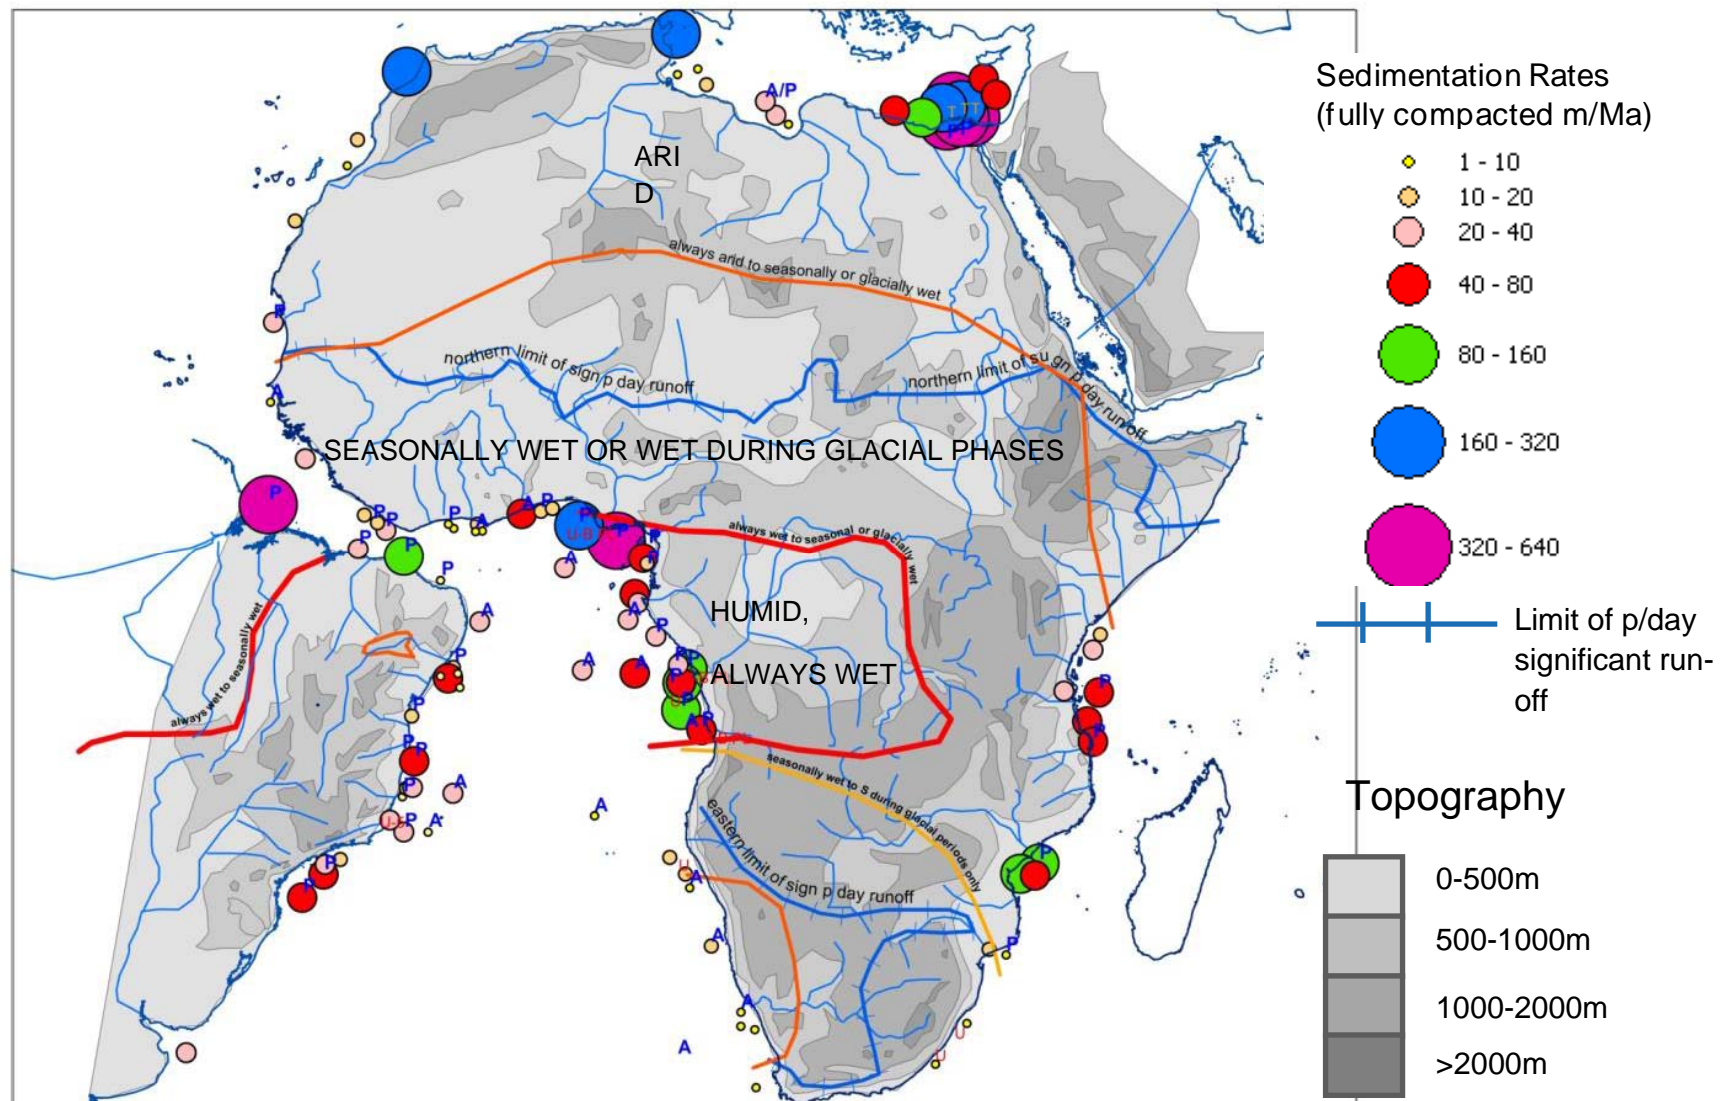 Sedimentation Rates
(fully compacted m/Ma)
1 - 10
10 - 20
20 - 40
40 - 80
80 - 160
160 - 320
320 - 640
Limit of p/day
significant run-
off
Topography
0-500m
500-1000m
1000-2000m
>2000m
A/P
T TT
P P
ARI
D
always arid to seasonally or glacially wet
P
northern limit of sign p day runoff
northern limit of su gn p day run off
A
SEASONALLY WET OR WET DURING GLACIAL PHASES
P
P
P
A
A P
P
U-B
P
P
P
P
P
A
always wet to seasonal or glacially wet
P
A
A
P
HUMID,
ALWAYS WET
always wet to seasonally wet
P
A
A
P
P
P
P
P
P
A P
P
P
seasonally wet to S during glacial periods only
P
P
P
A
A
U-S
P
A
eastern limit of sign p day runoff
P
P
P
U
A
A
P
A
A
U
U